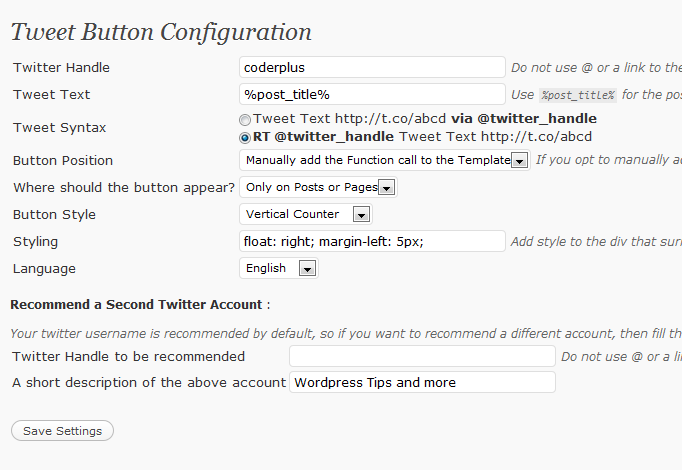 Tweet Button Configuration
Twitter Handle coderplus Do not use @ or a link to the
Tweet Text %post_title% Use %post_title% for the pos
Tweet Syntax Tweet Text http://t.co/abcd via @twitter_handle
RT @twitter_handle Tweet Text http://t.co/abcd
Button Position Manually add the Function call to the Template If you opt to manually ad
Where should the button appear? Only on Posts or Pages
Button Style Vertical Counter
Styling float: right; margin-left: 5px; Add style to the div that surr
Language English
Recommend a Second Twitter Account :
Your twitter username is recommended by default, so if you want to recommend a different account, then fill th
Twitter Handle to be recommended Do not use @ or a lin
A short description of the above account Wordpress Tips and more
Save Settings